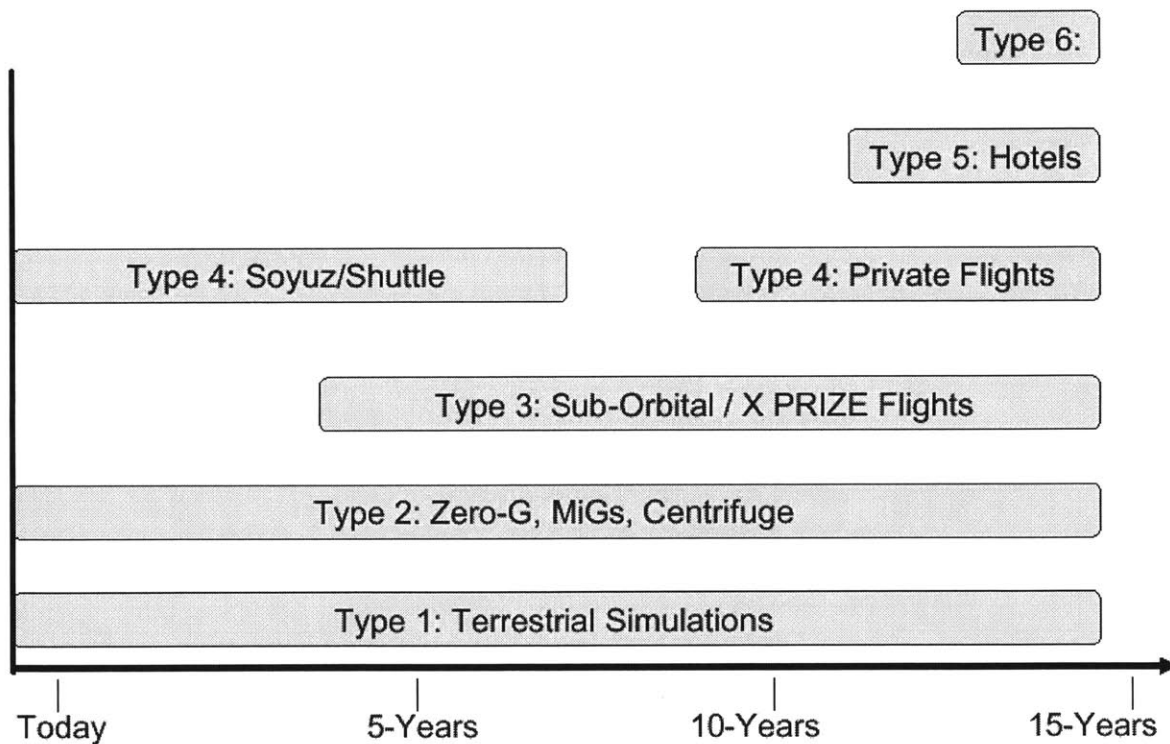 Type 6:
Type 5: Hotels
Type 4: Soyuz/Shuttle
Type 4: Private Flights
Type 3: Sub-Orbital / X PRIZE Flights
Type 2: Zero-G, MiGs, Centrifuge
Type 1: Terrestrial Simulations
Today
5-Years
10-Years
15-Years